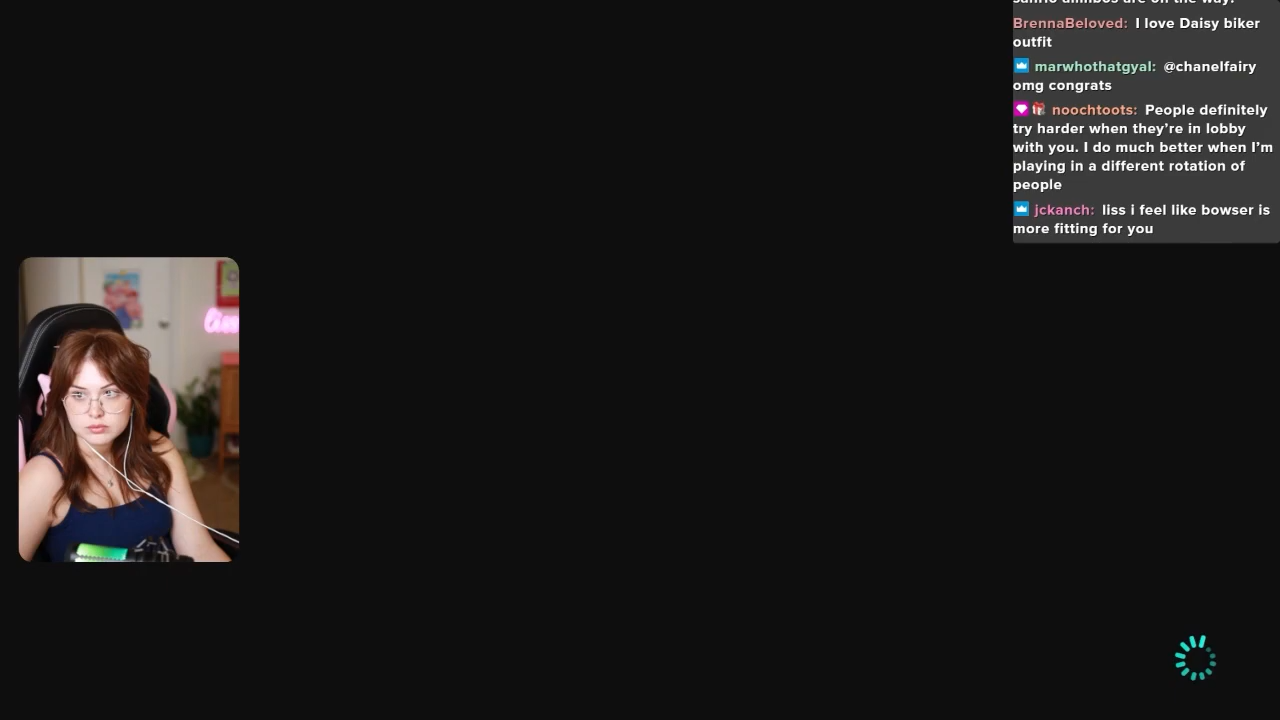 BrennaBeloved: I love Daisy biker
outfit
marwhothatgyal: @chanelfairy
omg congrats
noochtoots: People definitely
try harder when they’re in lobby
with you. I do much better when I’m
playing in a different rotation of
people
jckanch: liss i feel like bowser is
more fitting for you